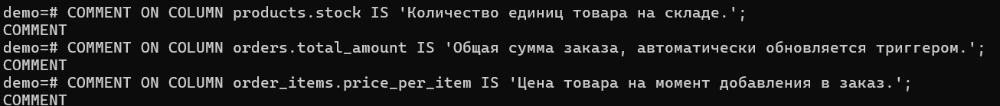 demo=# COMMENT ON COLUMN products.stock IS 'Количество единиц товара на складе.';
COMMENT
demo=# COMMENT ON COLUMN orders.total_amount IS 'Общая сумма заказа, автоматически обновляется триггером.';
COMMENT
demo=# COMMENT ON COLUMN order_items.price_per_item IS 'Цена товара на момент добавления в заказ.';
COMMENT